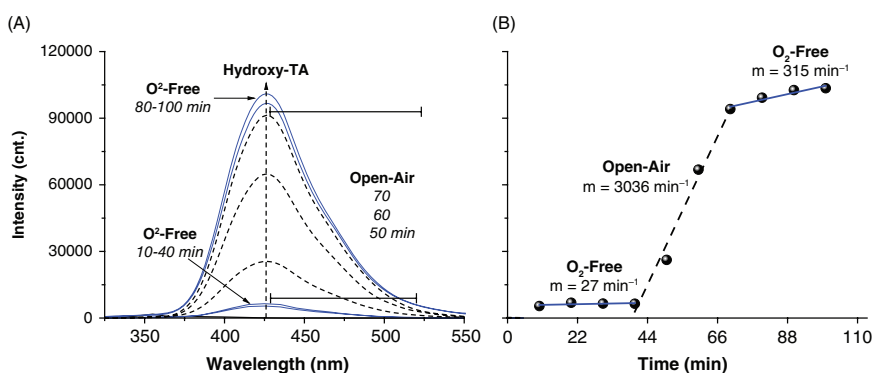 (A)
120000
90000
60000
30000
0
Intensity (cnt.)
350 400 450 500 550
Wavelength (nm)
O²-Free
80-100 min
Hydroxy-TA
Open-Air
70
60
50 min
O²-Free
10-40 min
(B)
O₂-Free
m = 315 min⁻¹
Open-Air
m = 3036 min⁻¹
O₂-Free
m = 27 min⁻¹
0 22 44 66 88 110
Time (min)